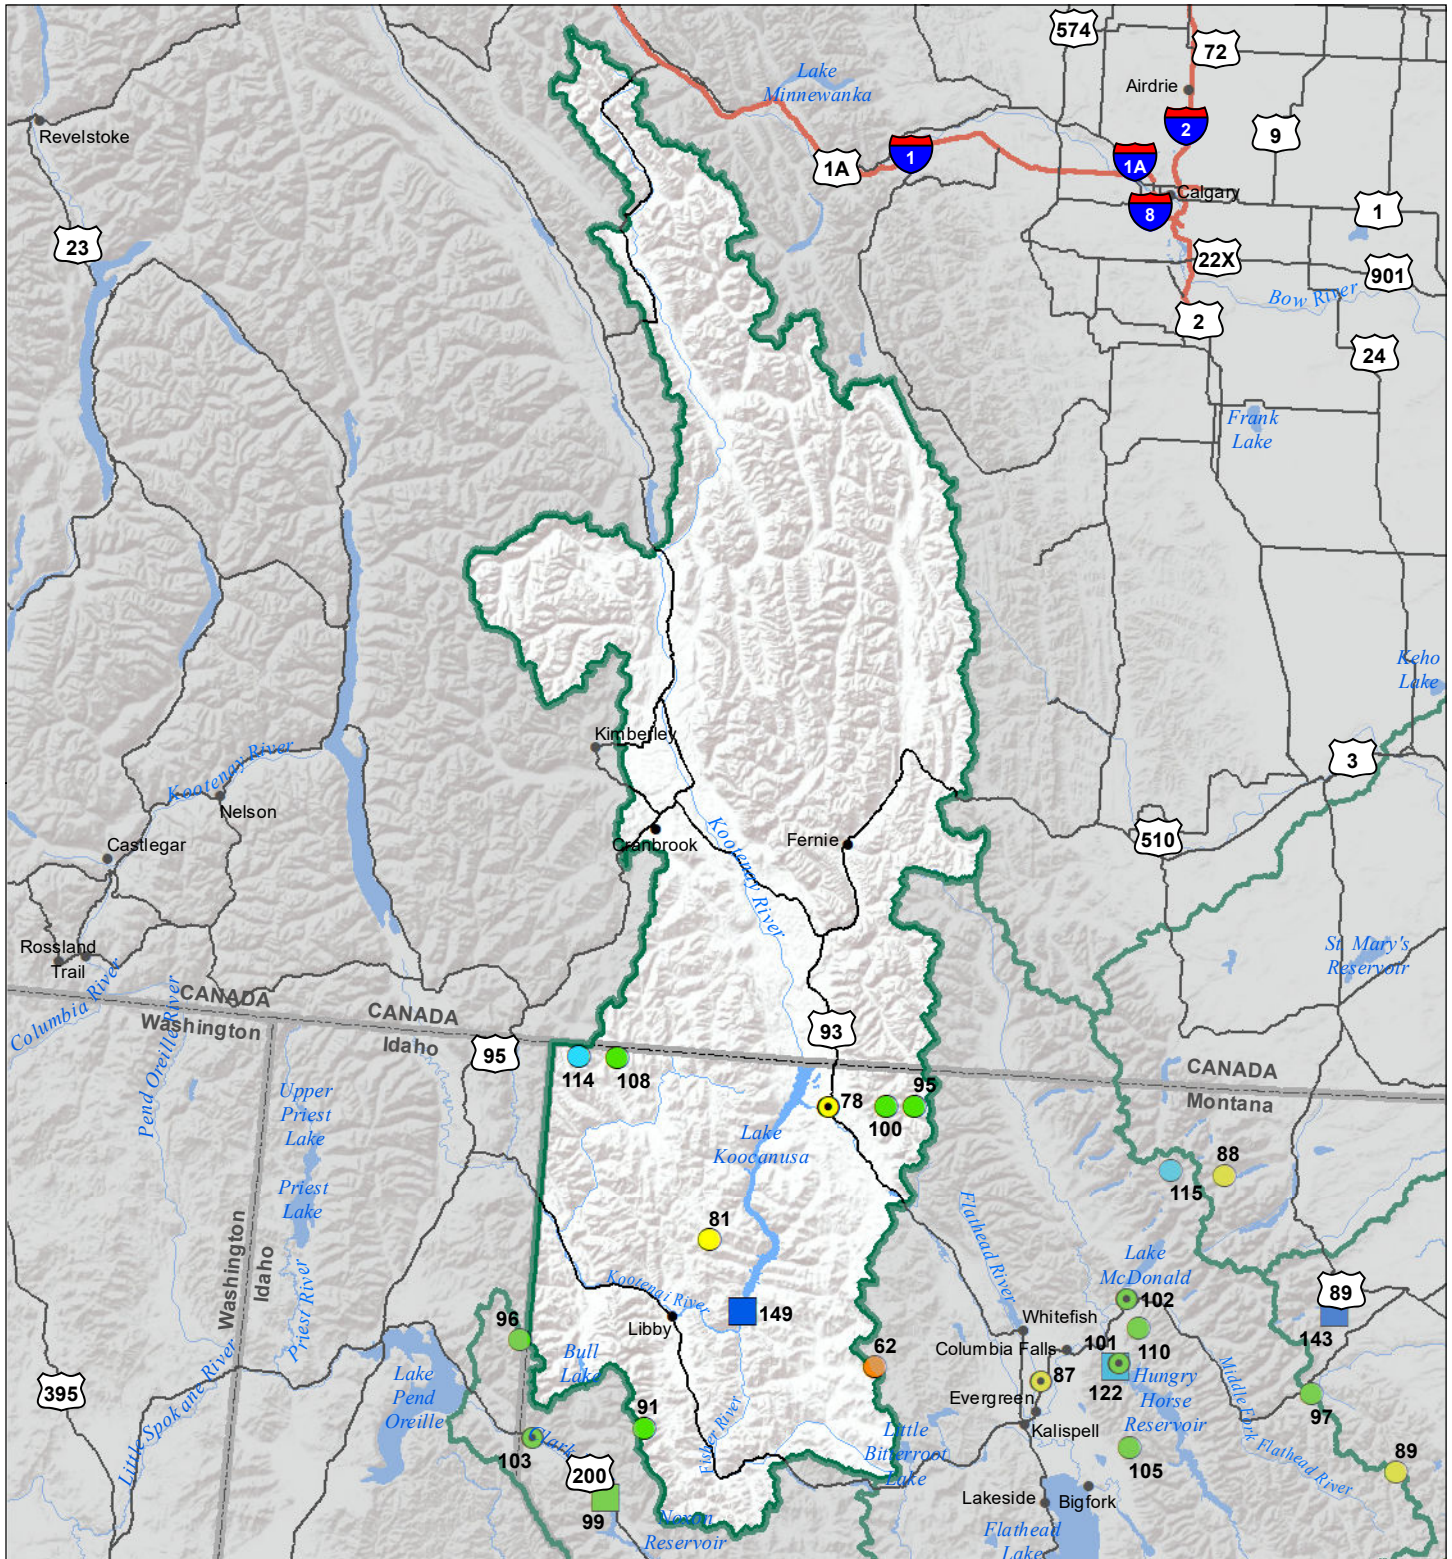 574
72
Lake
Minnewanka
Airdrie
2
9
Revelstoke
1
1A
1A
Calgary
8
1
23
22X
901
Bow River
2
24
Frank
Lake
Keho
Lake
Kimberley
3
Kootenay River
Nelson
Castlegar
Cranbrook
Kootenay River
Fernie
510
Rossland
Trail
St. Mary's
Reservoir
Columbia River
Pend Oreille River
CANADA
Washington
CANADA
Idaho
95
93
CANADA
Montana
114
108
78
100
95
Upper
Priest
Lake
Lake
Koocanusa
Priest
Lake
88
115
81
Flathead River
Washington
Idaho
Priest River
Lake
McDonald
Kootenai River
149
Libby
102
89
143
96
Bull
Lake
62
Whitefish
Columbia Falls
101
110
122
Hungry
Horse
Reservoir
Middle Fork Flathead River
87
Evergreen
Kalispell
97
395
Little Spokane River
Lake
Pend
Oreille
91
Fisher River
Little
Bitterroot
Lake
103
Clark
200
99
Noxon
Reservoir
105
89
Lakeside
Bigfork
Flathead
Lake